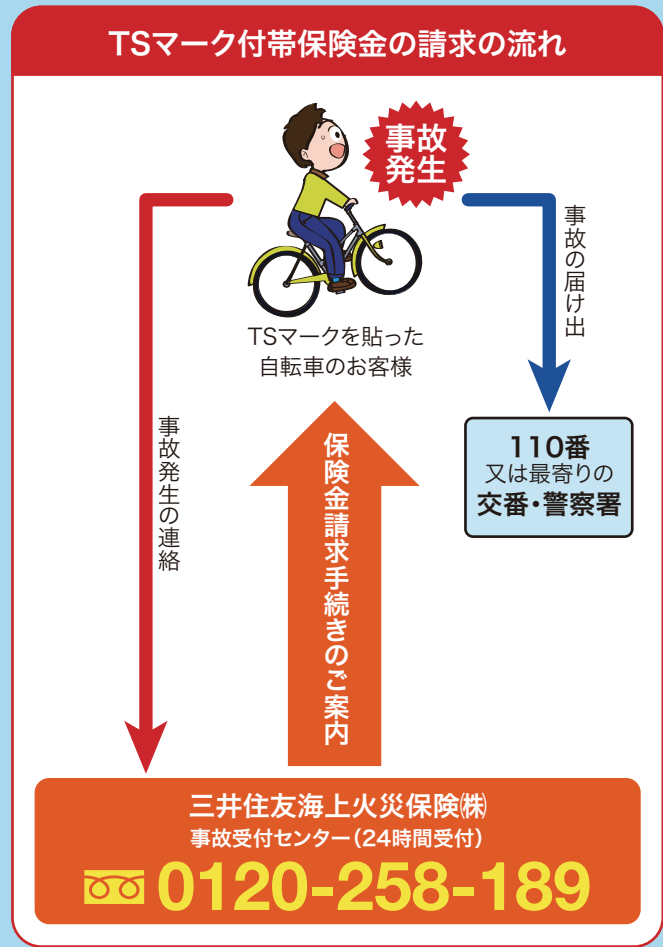 TSマーク付帯保険金の請求の流れ
事故
発生
TSマークを貼った
自転車のお客様
事故の届け出
110番
又は最寄りの
交番・警察署
事故発生の連絡
保険金請求手続きのご案内
三井住友海上火災保険㈱
事故受付センター（24時間受付）
0120-258-189